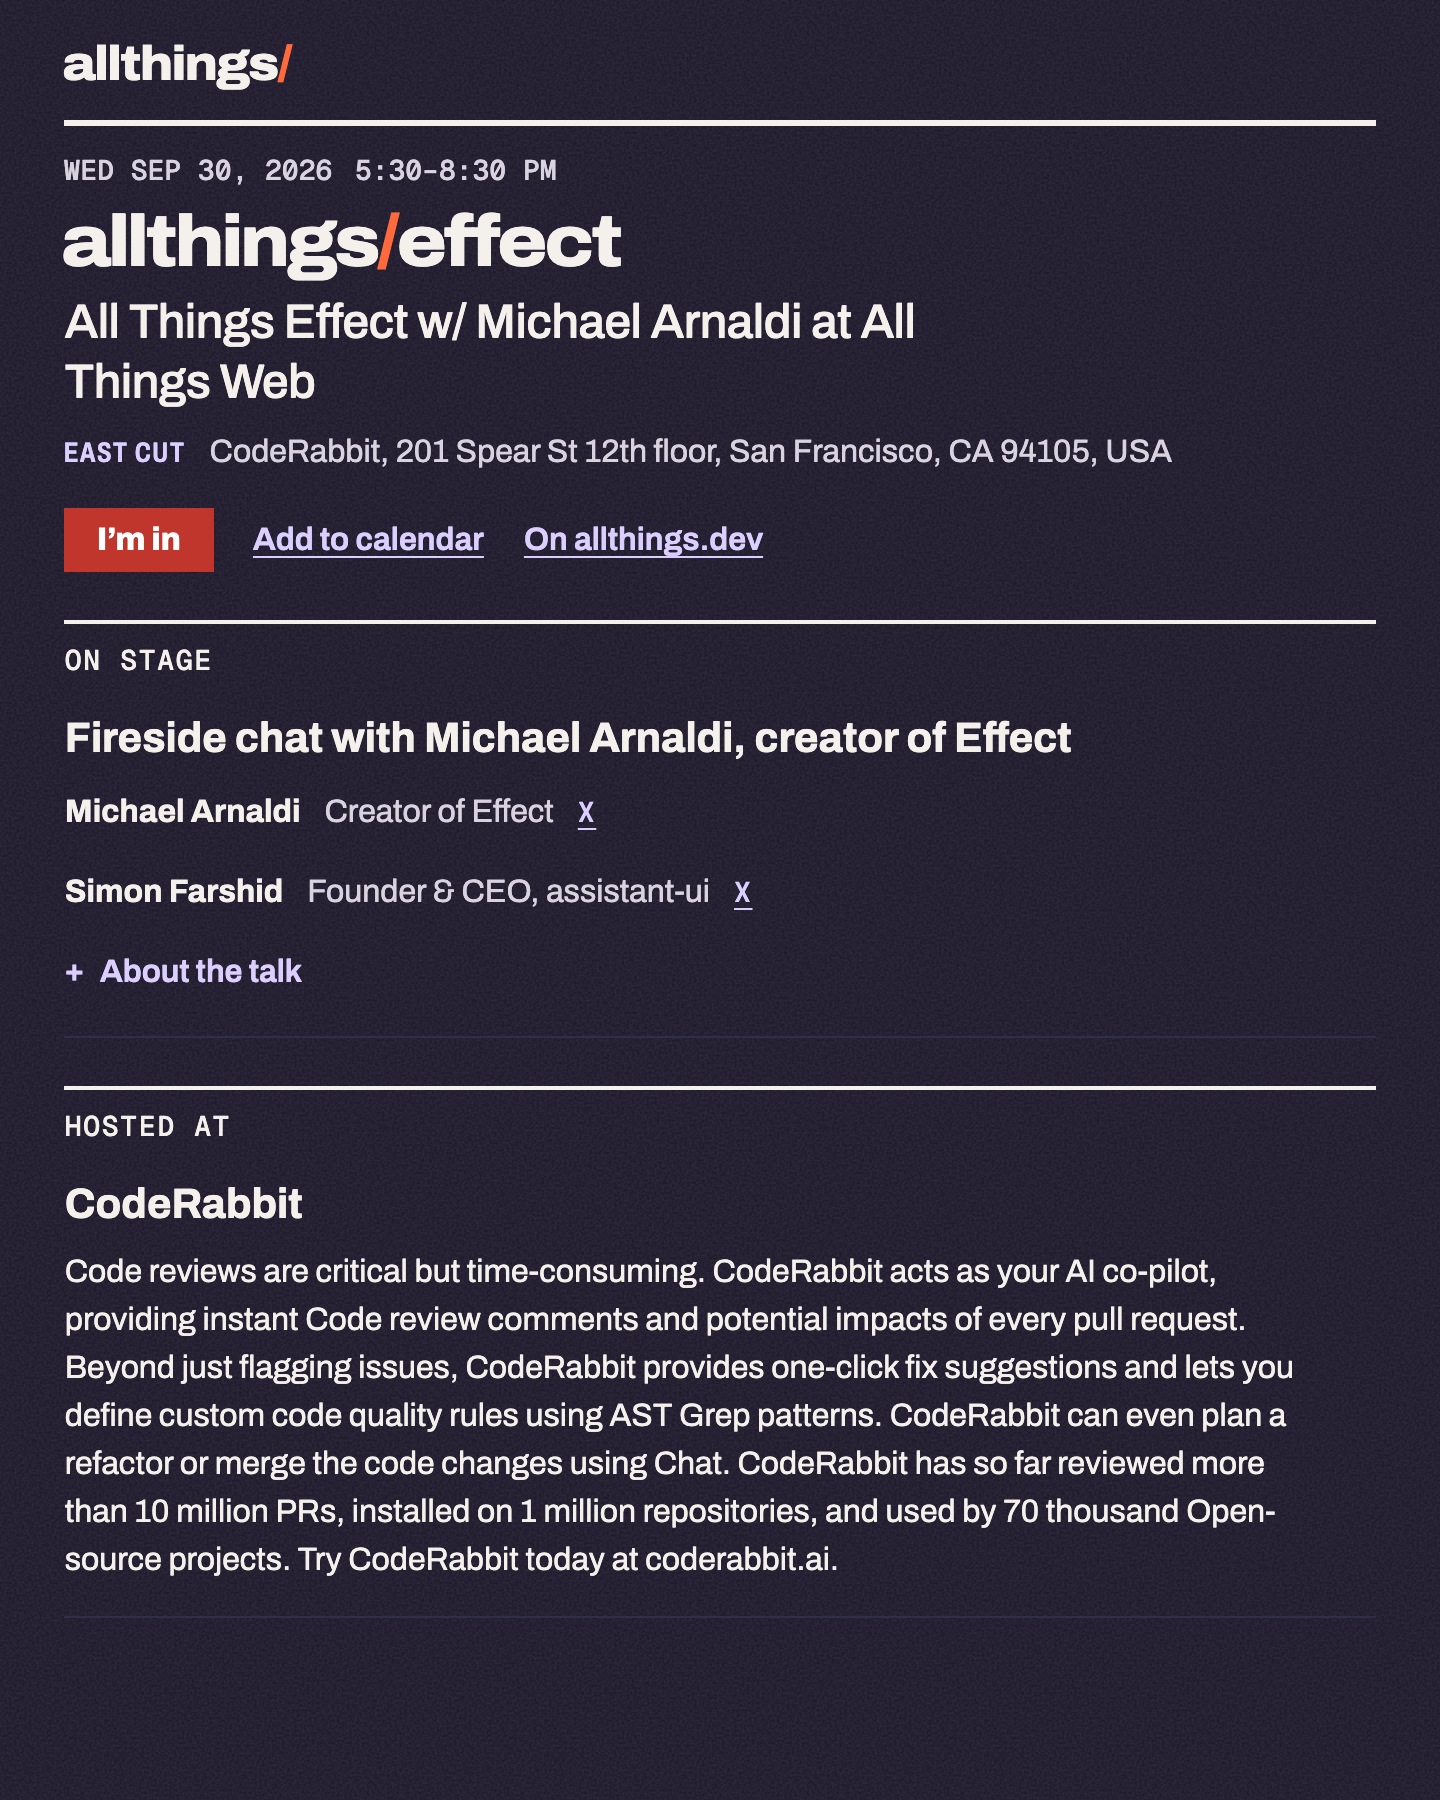 allthings/
WED SEP 30, 2026 5:30–8:30 PM
allthings/effect
All Things Effect w/ Michael Arnaldi at All
Things Web
EAST CUT CodeRabbit, 201 Spear St 12th floor, San Francisco, CA 94105, USA
I’m in Add to calendar On allthings.dev
ON STAGE
Fireside chat with Michael Arnaldi, creator of Effect
Michael Arnaldi Creator of Effect X
Simon Farshid Founder & CEO, assistant-ui X
+ About the talk
HOSTED AT
CodeRabbit
Code reviews are critical but time-consuming. CodeRabbit acts as your AI co-pilot,
providing instant Code review comments and potential impacts of every pull request.
Beyond just flagging issues, CodeRabbit provides one-click fix suggestions and lets you
define custom code quality rules using AST Grep patterns. CodeRabbit can even plan a
refactor or merge the code changes using Chat. CodeRabbit has so far reviewed more
than 10 million PRs, installed on 1 million repositories, and used by 70 thousand Open-
source projects. Try CodeRabbit today at coderabbit.ai.